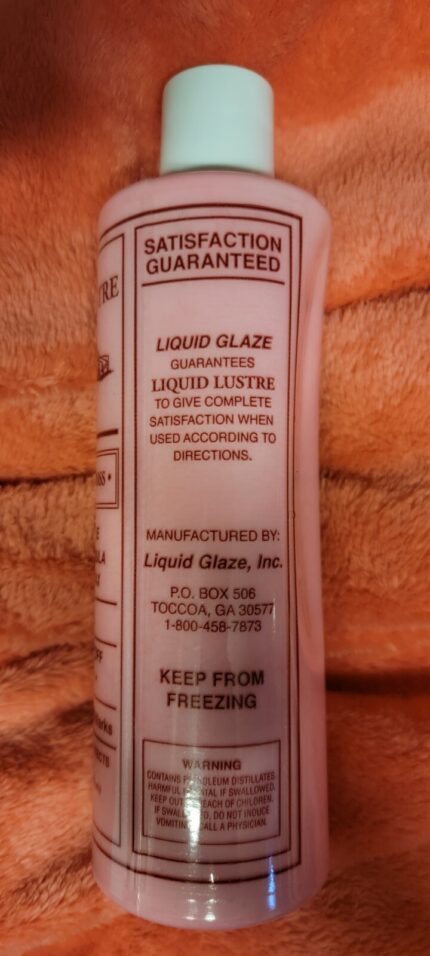 SATISFACTION
GUARANTEED
LIQUID GLAZE
GUARANTEES
LIQUID LUSTRE
TO GIVE COMPLETE
SATISFACTION WHEN
USED ACCORDING TO
DIRECTIONS.
MANUFACTURED BY:
Liquid Glaze, Inc.
P.O. BOX 506
TOCCOA, GA 30577
1-800-458-7873
KEEP FROM
FREEZING
WARNING
CONTAINS PETROLEUM DISTILLATES
HARMFUL OR FATAL IF SWALLOWED.
KEEP OUT OF REACH OF CHILDREN.
IF SWALLOWED, DO NOT INDUCE
VOMITING. CALL A PHYSICIAN.